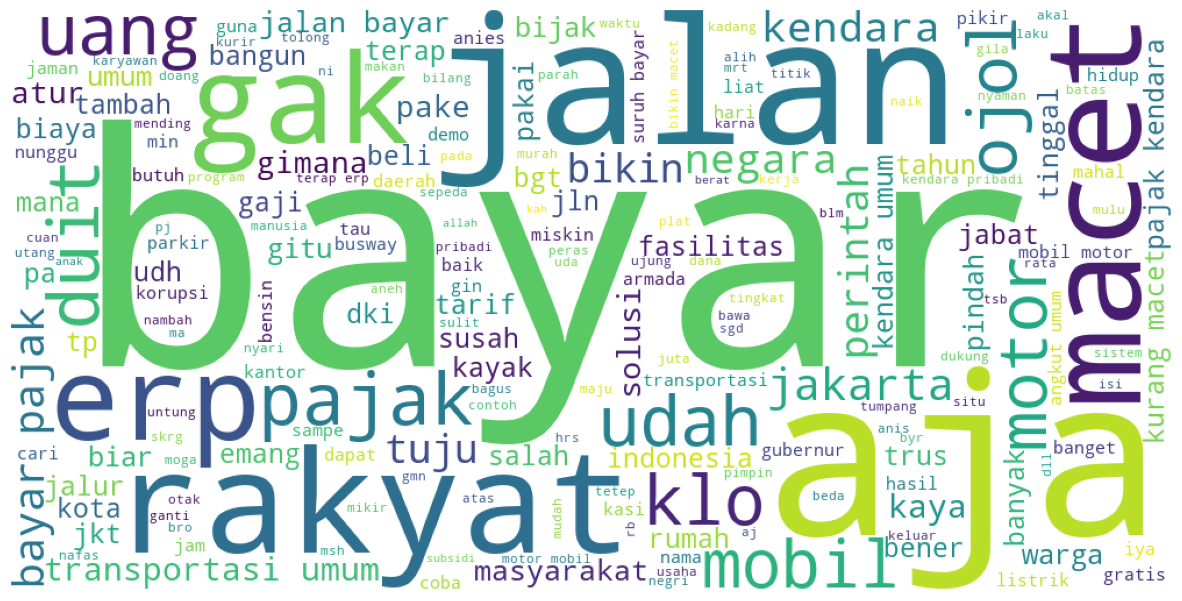 uang
guna
jalan bayar
kurir
tolong
terap
anies
bijak
waktu
kadang
kendara
pikir
akal
laku
karyawan
bangun
jaman
umum
doang
ni
makan
bilang
parah
alih
mrt
titik
gila
hidup
atur
tambah
gak
pake
pakai
suruh bayar
bikin macet
liat
hari
jalan
naik
ojol
nyaman
batas
macet
pajak kendara
biaya
min
mending
demo
karna
tinggal
nunggu
butuh
program
gimana
beli
pada
murah
bikin
negara
berat
kerja
tahun
mahal
terap erp
daerah
bgt
kendara pribadi
mana
duit
gaji
manusia
sepeda
kah
jln
plat
blm
mulu
cuan
pj
parkir
gitu
tau
busway
allah
pribadi
miskin
peras
uda
fasilitas
perintah
kendara umum
jabat
utang
anak
pa
udh
korupsi
bensin
baik
gin
ujung
armada
dana
pindah
mobil motor
rata
bayar
nambah
ma
aneh
dki
tarif
solusi
bawa
sgd
tingkat
tsb
motor
tp
nyari
sulit
susah
juta
dukung
angkut umum
sistem
kurang macet
kantor
kayak
transportasi
jakarta
isi
bayar pajak
erp
pajak
bagus
contoh
maju
situ
untung
sampe
udah
tumpang
anis
byr
aja
skrg
hrs
cari
biar
emang
dapat
tuju
salah
indonesia
gubernur
trus
banyak
dll
banget
moga
gmn
pimpin
jalur
kota
otak
rakyat
mikir
atas
mudah
tetep
kasi
klo
beda
hasil
kaya
ganti
bro
rb
aj
keluar
jkt
jam
msh
rumah
bener
warga
iya
nafas
subsidi
motor mobil
nama
usaha
negri
mobil
transportasi umum
coba
masyarakat
listrik
gratis